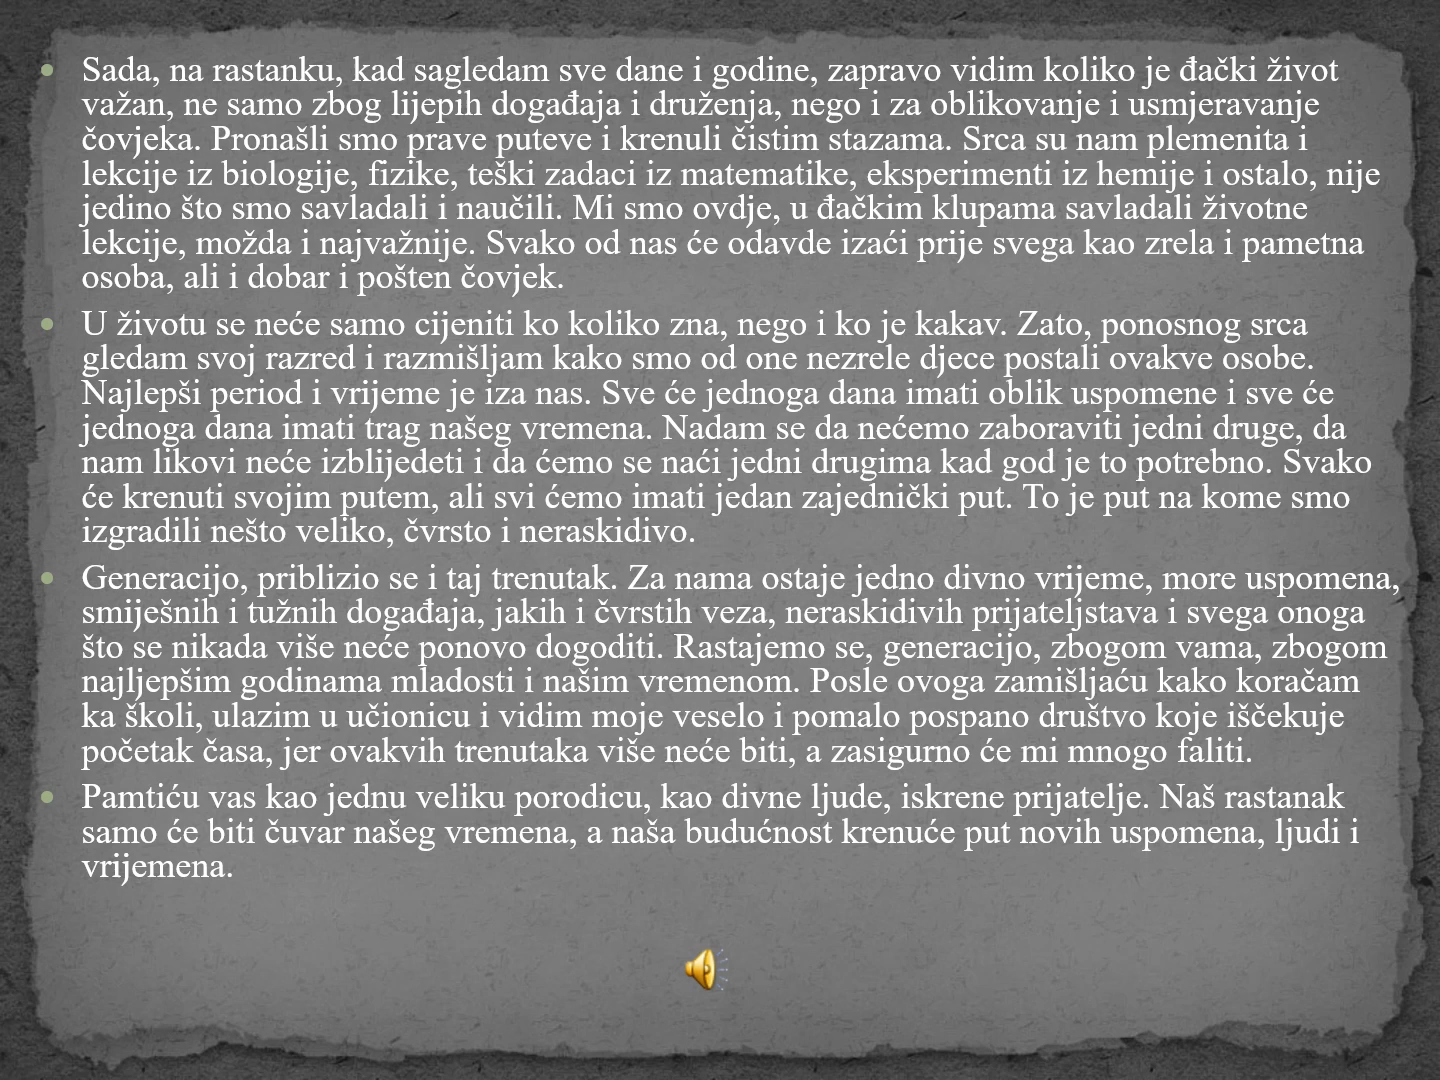 Sada, na rastanku, kad sagledam sve dane i godine, zapravo vidim koliko je đački život
važan, ne samo zbog lijepih događaja i druženja, nego i za oblikovanje i usmjeravanje
čovjeka. Pronašli smo prave puteve i krenuli čistim stazama. Srca su nam plemenita i
lekcije iz biologije, fizike, teški zadaci iz matematike, eksperimenti iz hemije i ostalo, nije
jedino što smo savladali i naučili. Mi smo ovdje, u đačkim klupama savladali životne
lekcije, možda i najvažnije. Svako od nas će odavde izaći prije svega kao zrela i pametna
osoba, ali i dobar i pošten čovjek.
U životu se neće samo cijeniti ko koliko zna, nego i ko je kakav. Zato, ponosnog srca
gledam svoj razred i razmišljam kako smo od one nezrele djece postali ovakve osobe.
Najlepši period i vrijeme je iza nas. Sve će jednoga dana imati oblik uspomene i sve će
jednoga dana imati trag našeg vremena. Nadam se da nećemo zaboraviti jedni druge, da
nam likovi neće izblijedeti i da ćemo se naći jedni drugima kad god je to potrebno. Svako
će krenuti svojim putem, ali svi ćemo imati jedan zajednički put. To je put na kome smo
izgradili nešto veliko, čvrsto i neraskidivo.
Generacijo, priblizio se i taj trenutak. Za nama ostaje jedno divno vrijeme, more uspomena,
smiješnih i tužnih događaja, jakih i čvrstih veza, neraskidivih prijateljstava i svega onoga
što se nikada više neće ponovo dogoditi. Rastajemo se, generacijo, zbogom vama, zbogom
najljepšim godinama mladosti i našim vremenom. Posle ovoga zamišljaću kako koračam
ka školi, ulazim u učionicu i vidim moje veselo i pomalo pospano društvo koje iščekuje
početak časa, jer ovakvih trenutaka više neće biti, a zasigurno će mi mnogo faliti.
Pamtiću vas kao jednu veliku porodicu, kao divne ljude, iskrene prijatelje. Naš rastanak
samo će biti čuvar našeg vremena, a naša budućnost krenuće put novih uspomena, ljudi i
vrijemena.